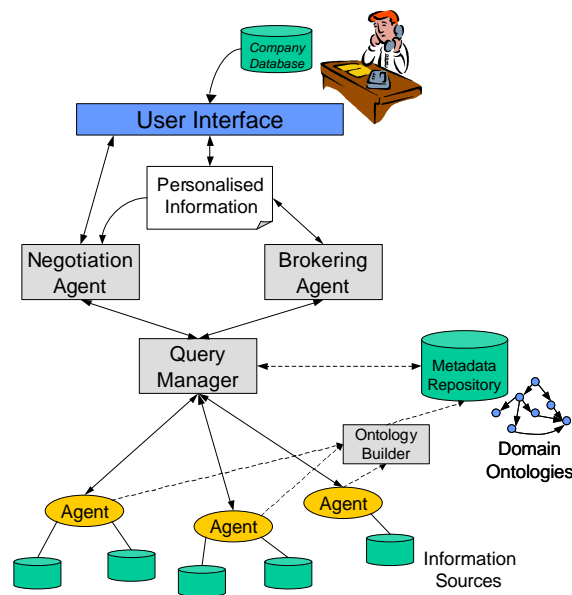 Company
Database
User Interface
Personalised
Information
Negotiation
Agent
Brokering
Agent
Query
Manager
Metadata
Repository
Ontology
Builder
Domain
Ontologies
Agent
Agent
Agent
Information
Sources